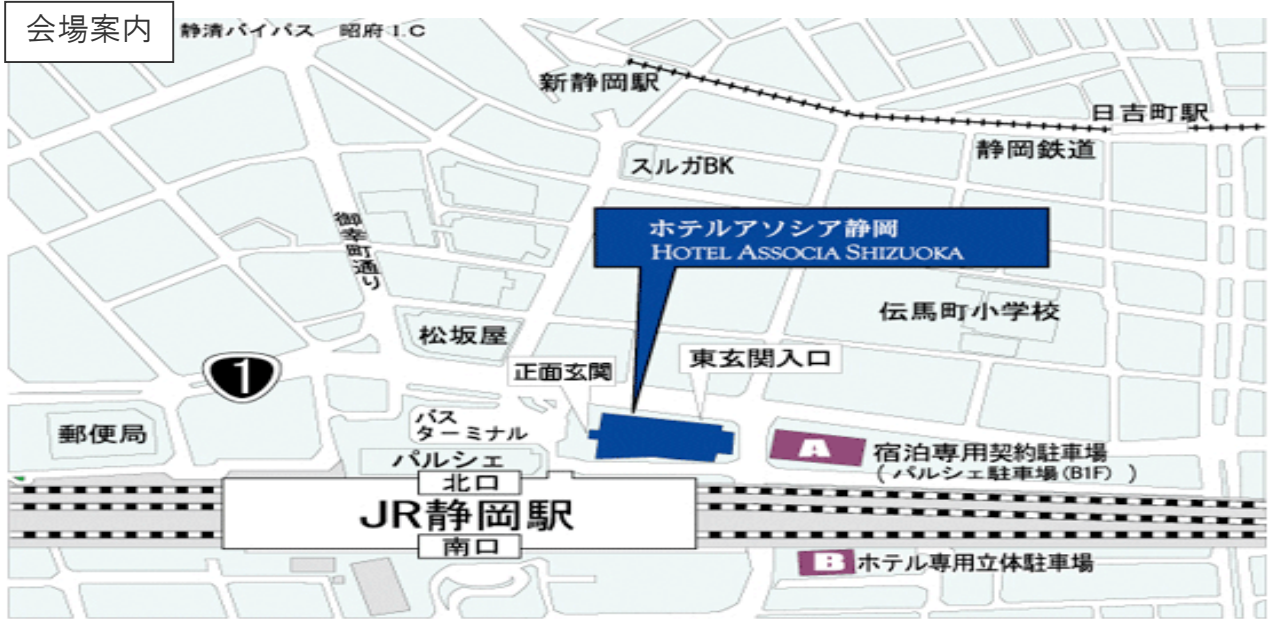 会場案内
静清バイパス 昭府I.C
新静岡駅
日吉町駅
静岡鉄道
スルガBK
御幸町通り
ホテルアソシア静岡
HOTEL ASSOCIA SHIZUOKA
伝馬町小学校
松坂屋
正面玄関
東玄関入口
1
郵便局
バス
ターミナル
パルシェ
A
宿泊専用契約駐車場
(パルシェ駐車場(B1F))
北口
JR静岡駅
南口
B
ホテル専用立体駐車場